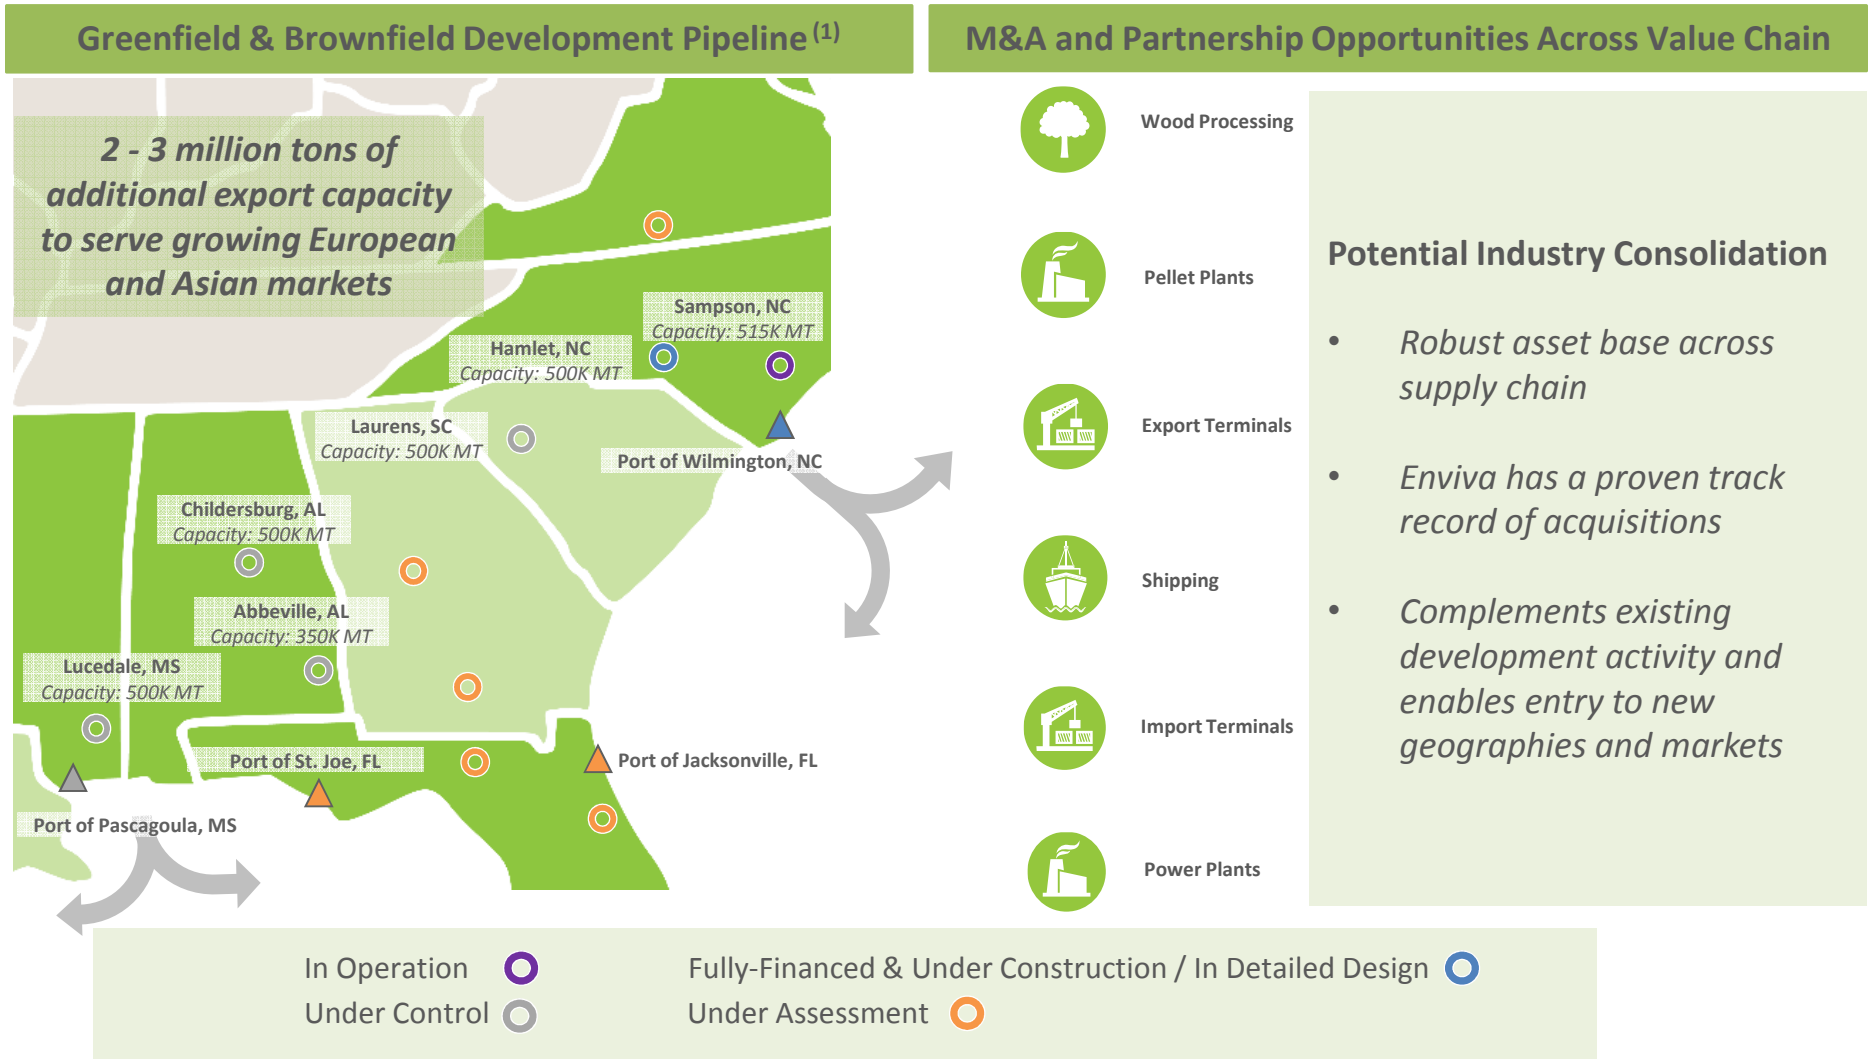 Greenfield & Brownfield Development Pipeline (1)
2 - 3 million tons of
additional export capacity
to serve growing European
and Asian markets
Sampson, NC
Capacity: 515K MT
Hamlet, NC
Capacity: 500K MT
Laurens, SC
Capacity: 500K MT
Port of Wilmington, NC
Childersburg, AL
Capacity: 500K MT
Abbeville, AL
Capacity: 350K MT
Lucedale, MS
Capacity: 500K MT
Port of St. Joe, FL
Port of Jacksonville, FL
Port of Pascagoula, MS
M&A and Partnership Opportunities Across Value Chain
Wood Processing
Pellet Plants
Export Terminals
Shipping
Import Terminals
Power Plants
Potential Industry Consolidation
• Robust asset base across
supply chain
• Enviva has a proven track
record of acquisitions
• Complements existing
development activity and
enables entry to new
geographies and markets
In Operation
Fully-Financed & Under Construction / In Detailed Design
Under Control
Under Assessment